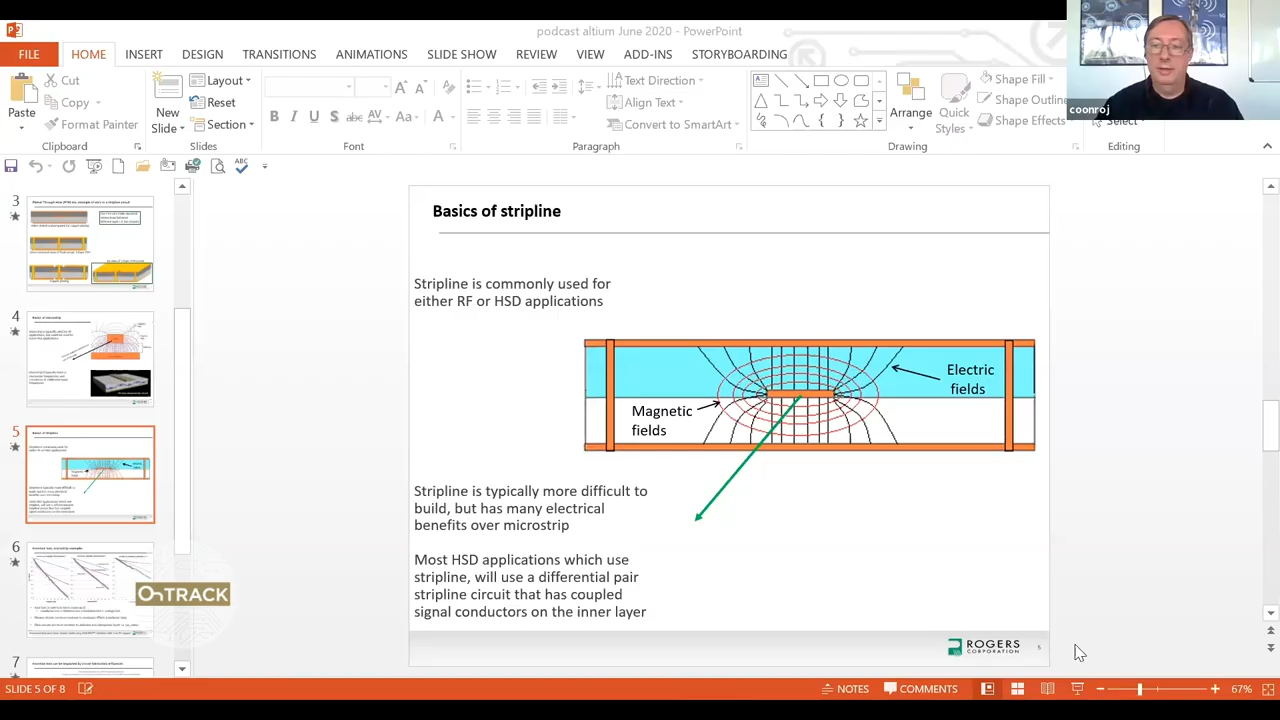 podcast altium June 2020 - PowerPoint
FILE HOME INSERT DESIGN TRANSITIONS ANIMATIONS SLIDE SHOW REVIEW VIEW ADD-INS STORYBOARDING
Paste
Cut
Copy
Format Painter
Clipboard
New
Slide
Layout
Reset
Section
Slides
B I U S abc AV Aa A
Font
Text Direction
Align Text
Convert to SmartArt
Paragraph
Arrange
Quick
Styles
Shape Fill
Shape Outline
Shape Effects
Drawing
Select
Editing
coonroj
ABC
3
4
5
6
7
Basics of stripline
Stripline is commonly used for
either RF or HSD applications
Electric
fields
Magnetic
fields
Stripline is typically more difficult to
build, but has many electrical
benefits over microstrip
Most HSD applications which use
stripline, will use a differential pair
stripline circuit that has coupled
signal conductors on the inner layer
ROGERS
CORPORATION
5
OnTRACK
SLIDE 5 OF 8
NOTES COMMENTS 67%